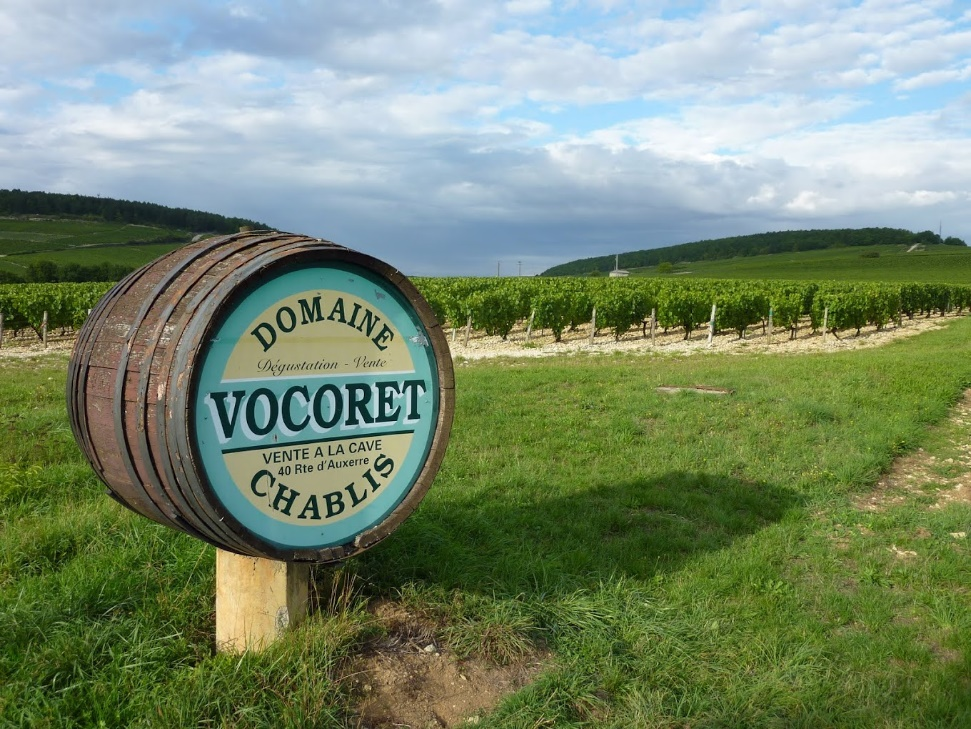 DOMAINE
Dégustation - Vente
VOCORET
VENTE A LA CAVE
40 Rte d'Auxerre
CHABLIS